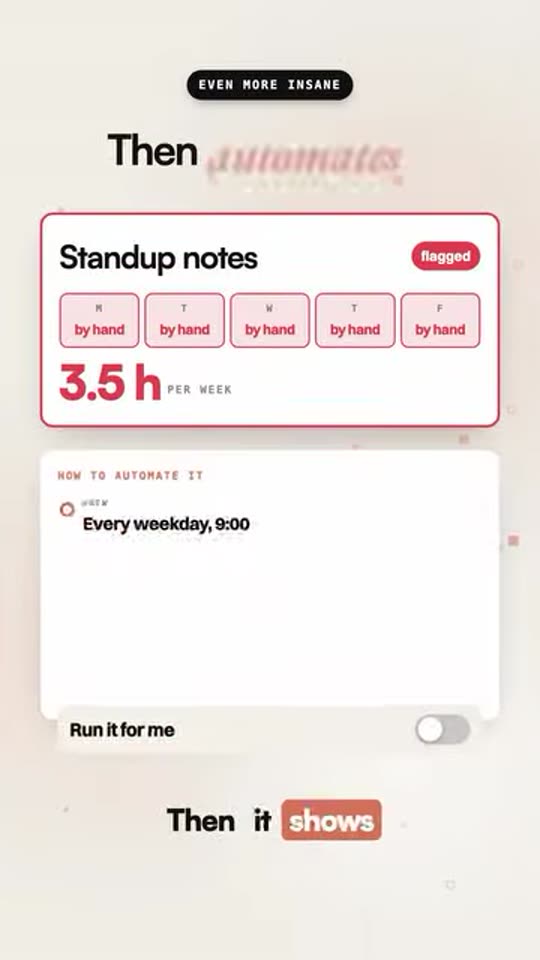 EVEN MORE INSANE
Then automates
Standup notes
flagged
M T W T F
by hand by hand by hand by hand by hand
3.5 h PER WEEK
HOW TO AUTOMATE IT
Every weekday, 9:00
Run it for me
Then it shows